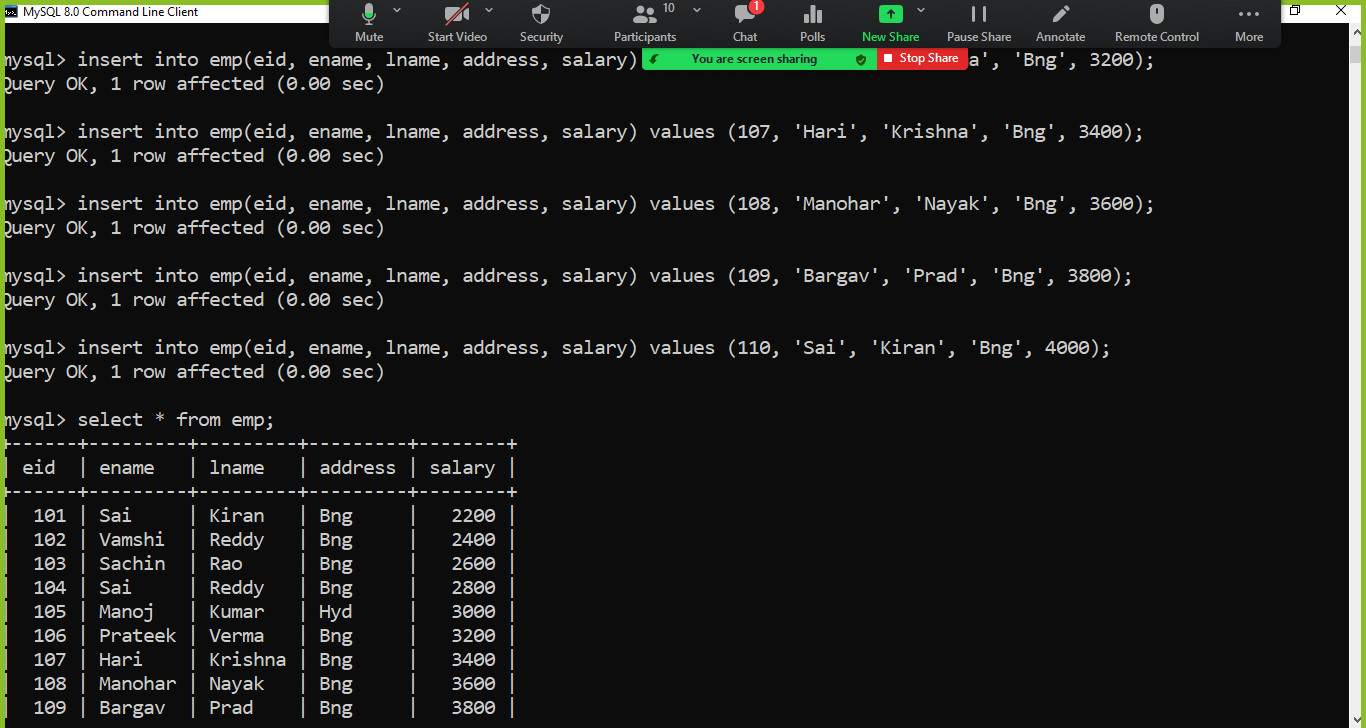 MySQL 8.0 Command Line Client
10
1
Mute
Start Video
Security
Participants
Chat
Polls
New Share
Pause Share
Annotate
Remote Control
More
You are screen sharing
Stop Share
mysql> insert into emp(eid, ename, lname, address, salary) a', 'Bng', 3200);
Query OK, 1 row affected (0.00 sec)
mysql> insert into emp(eid, ename, lname, address, salary) values (107, 'Hari', 'Krishna', 'Bng', 3400);
Query OK, 1 row affected (0.00 sec)
mysql> insert into emp(eid, ename, lname, address, salary) values (108, 'Manohar', 'Nayak', 'Bng', 3600);
Query OK, 1 row affected (0.00 sec)
mysql> insert into emp(eid, ename, lname, address, salary) values (109, 'Bargav', 'Prad', 'Bng', 3800);
Query OK, 1 row affected (0.00 sec)
mysql> insert into emp(eid, ename, lname, address, salary) values (110, 'Sai', 'Kiran', 'Bng', 4000);
Query OK, 1 row affected (0.00 sec)
mysql> select * from emp;
+------+---------+---------+---------+--------+
| eid  | ename   | lname   | address | salary |
+------+---------+---------+---------+--------+
|  101 | Sai     | Kiran   | Bng     |   2200 |
|  102 | Vamshi  | Reddy   | Bng     |   2400 |
|  103 | Sachin  | Rao     | Bng     |   2600 |
|  104 | Sai     | Reddy   | Bng     |   2800 |
|  105 | Manoj   | Kumar   | Hyd     |   3000 |
|  106 | Prateek | Verma   | Bng     |   3200 |
|  107 | Hari    | Krishna | Bng     |   3400 |
|  108 | Manohar | Nayak   | Bng     |   3600 |
|  109 | Bargav  | Prad    | Bng     |   3800 |